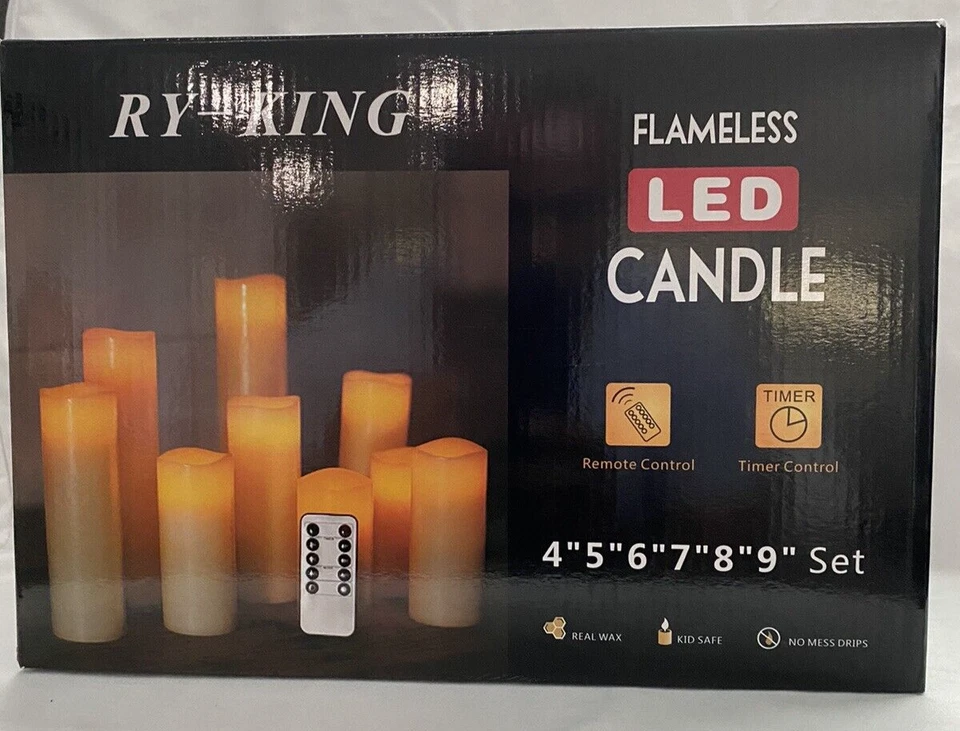 RY-KING
FLAMELESS
LED
CANDLE
TIMER
Remote Control
Timer Control
4"5"6"7"8"9" Set
REAL WAX
KID SAFE
NO MESS DRIPS